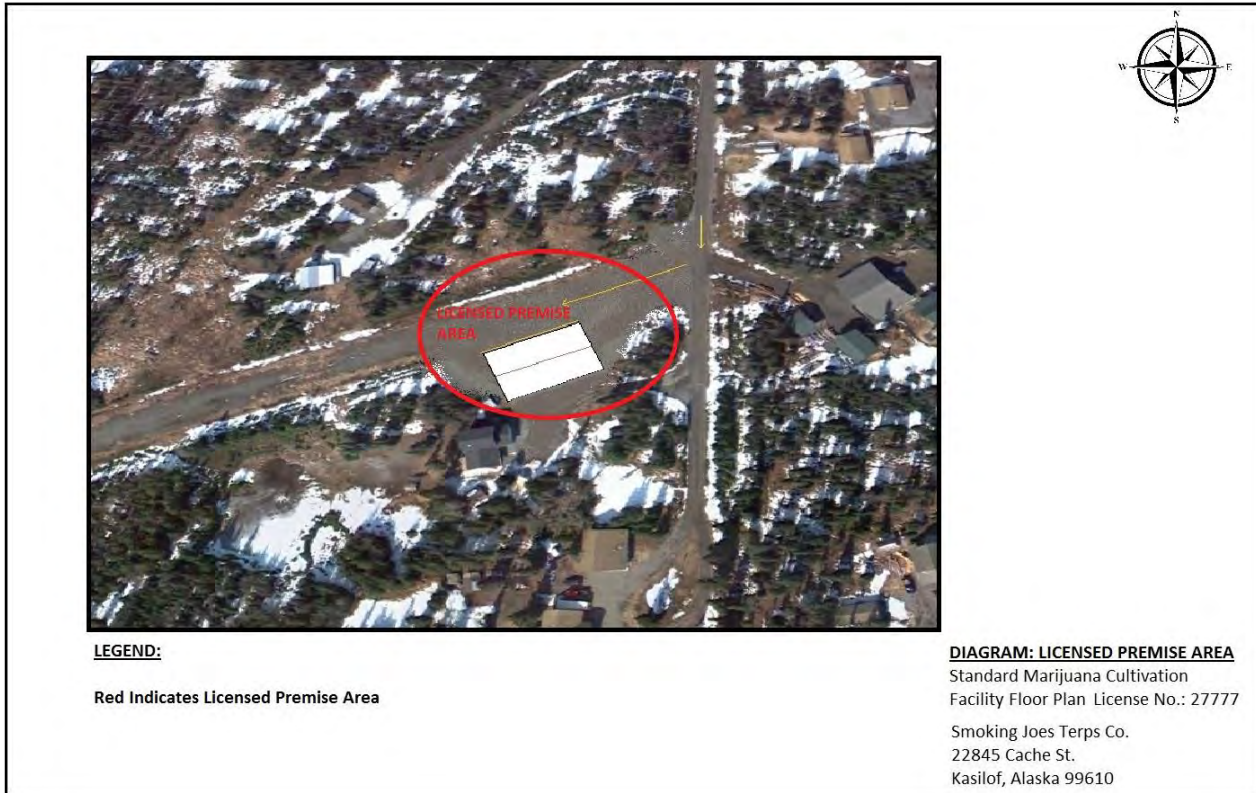 N
W
E
S
LICENSED PREMISE
AREA
LEGEND:
Red Indicates Licensed Premise Area
DIAGRAM: LICENSED PREMISE AREA
Standard Marijuana Cultivation
Facility Floor Plan License No.: 27777
Smoking Joes Terps Co.
22845 Cache St.
Kasilof, Alaska 99610